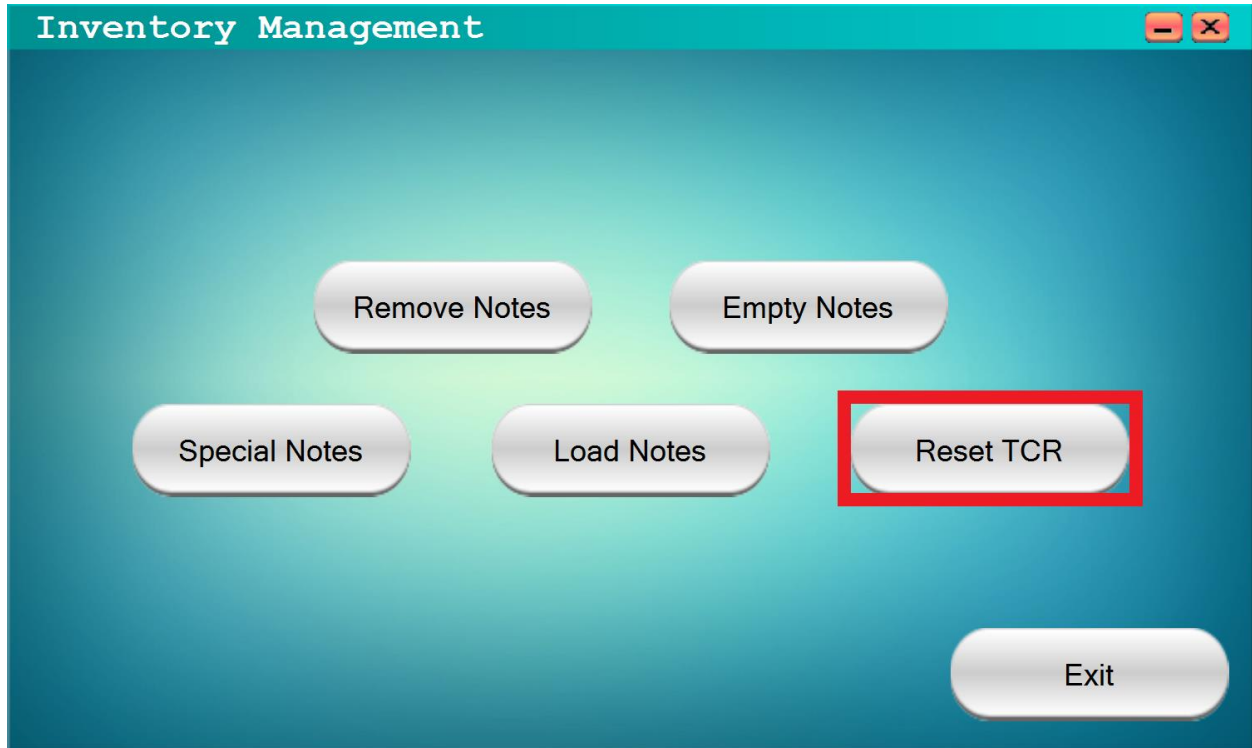 Inventory Management
Remove Notes
Empty Notes
Special Notes
Load Notes
Reset TCR
Exit